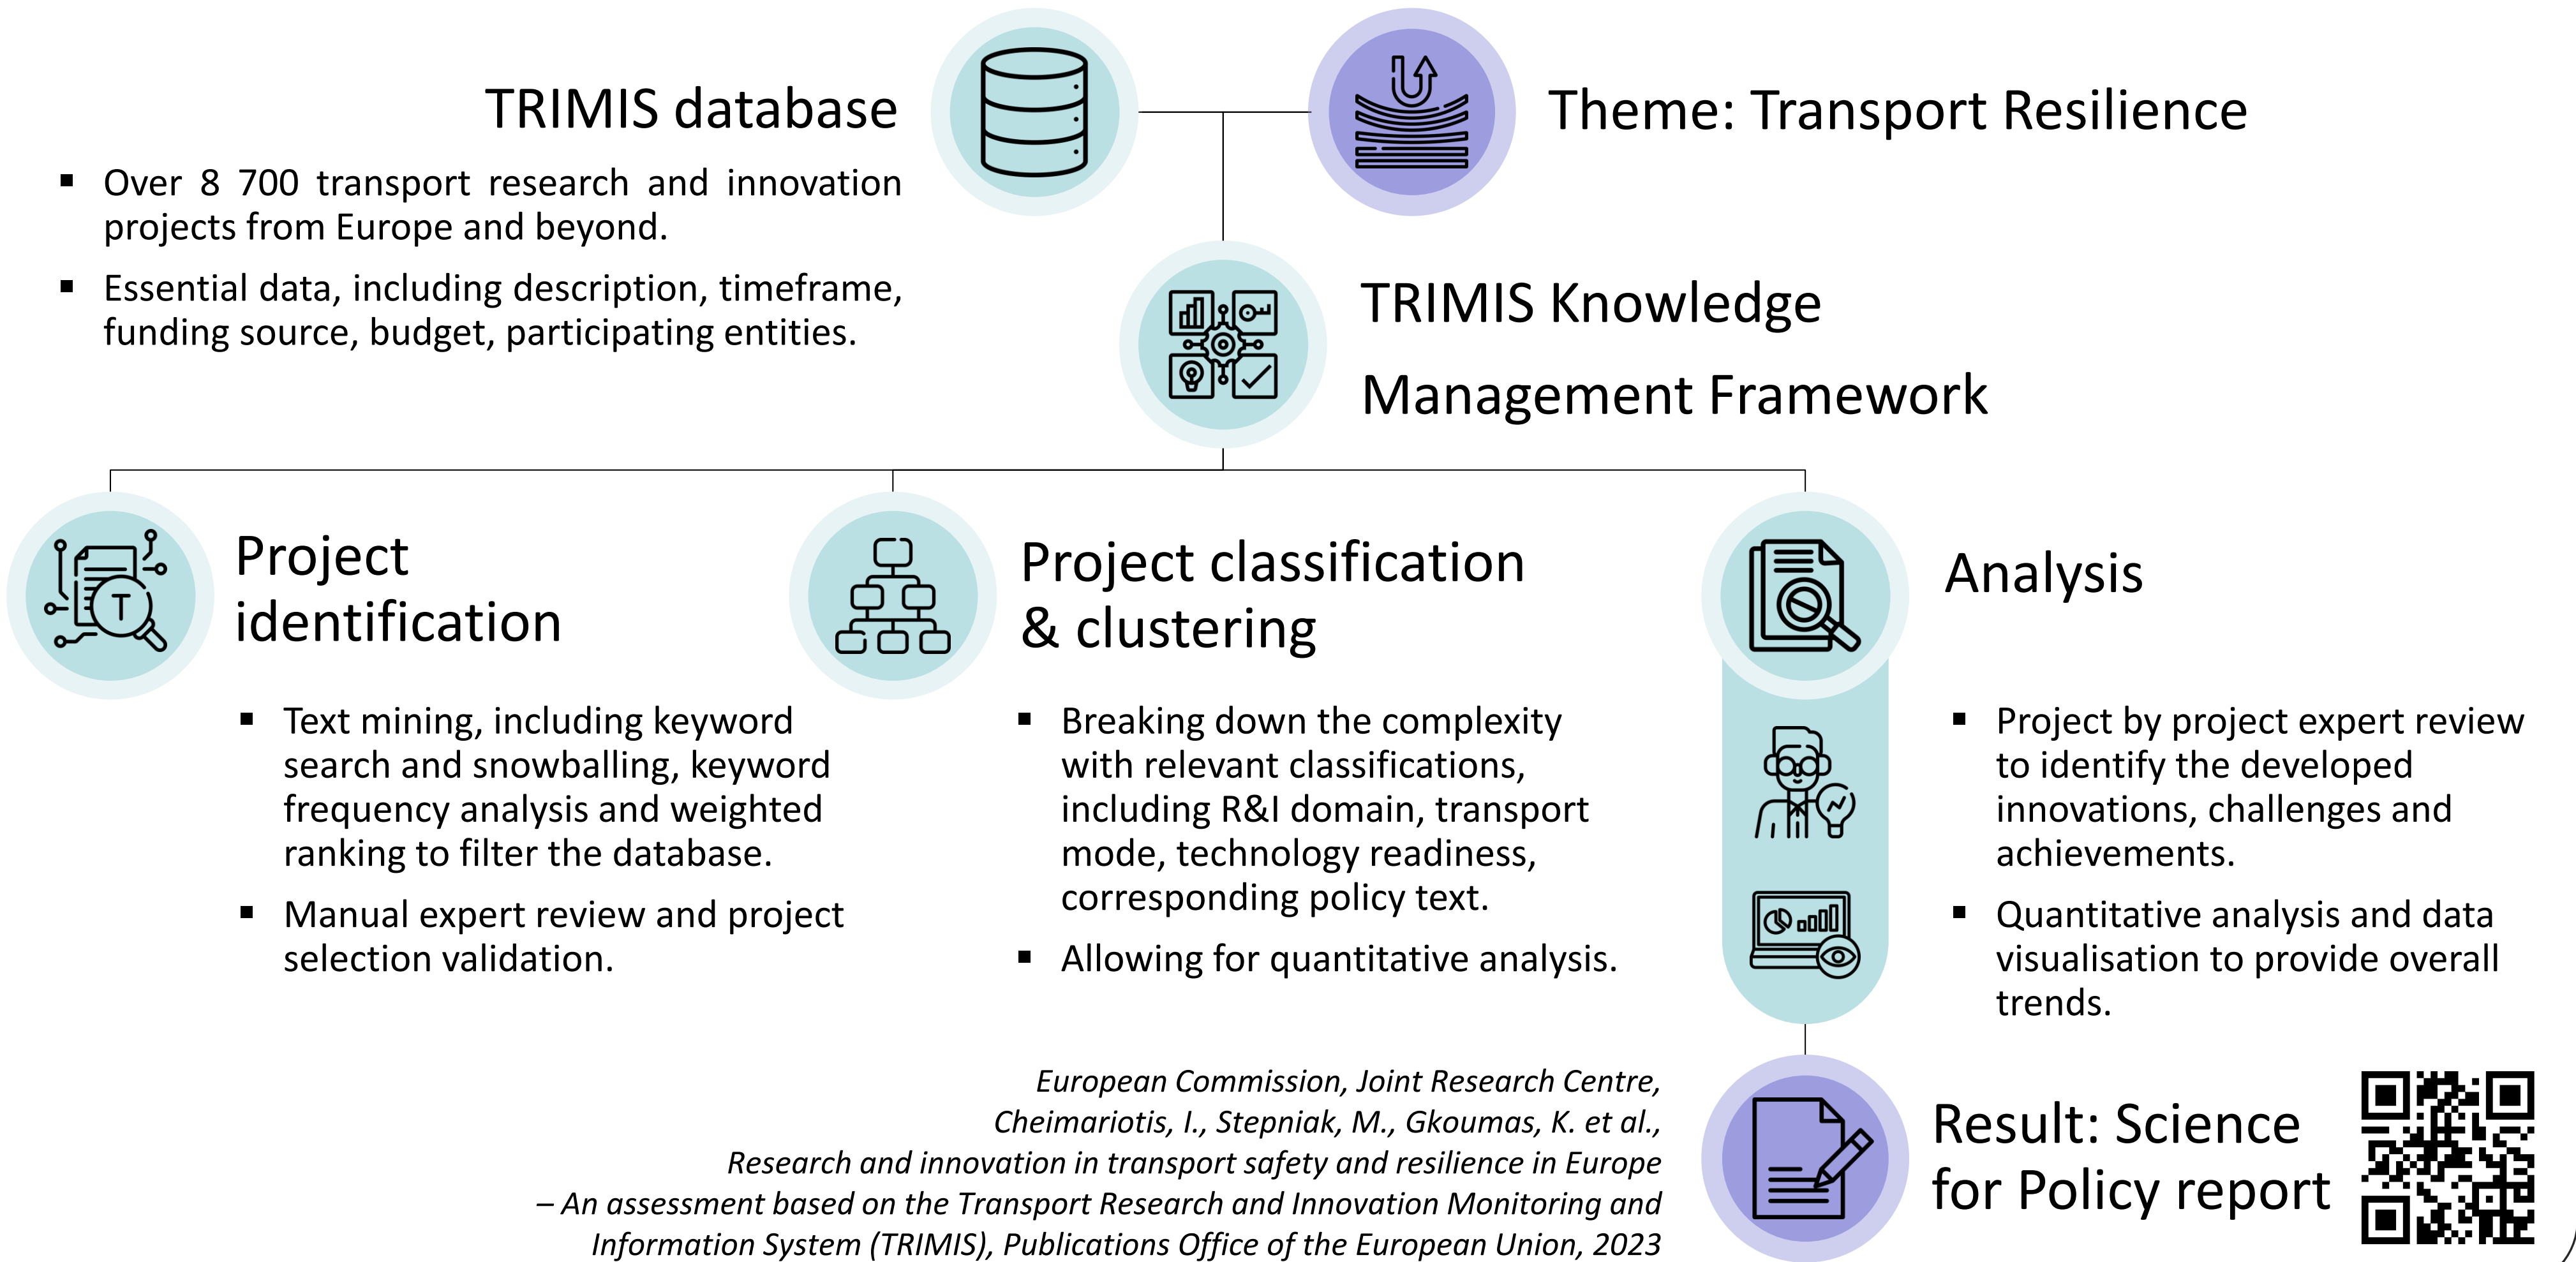 TRIMIS database
▪ Over 8 700 transport research and innovation
projects from Europe and beyond.
▪ Essential data, including description, timeframe,
funding source, budget, participating entities.
Theme: Transport Resilience
TRIMIS Knowledge
Management Framework
Project
identification
▪ Text mining, including keyword
search and snowballing, keyword
frequency analysis and weighted
ranking to filter the database.
▪ Manual expert review and project
selection validation.
T
Project classification
& clustering
▪ Breaking down the complexity
with relevant classifications,
including R&I domain, transport
mode, technology readiness,
corresponding policy text.
▪ Allowing for quantitative analysis.
Analysis
▪ Project by project expert review
to identify the developed
innovations, challenges and
achievements.
▪ Quantitative analysis and data
visualisation to provide overall
trends.
European Commission, Joint Research Centre,
Cheimariotis, I., Stepniak, M., Gkoumas, K. et al.,
Research and innovation in transport safety and resilience in Europe
– An assessment based on the Transport Research and Innovation Monitoring and
Information System (TRIMIS), Publications Office of the European Union, 2023
Result: Science
for Policy report